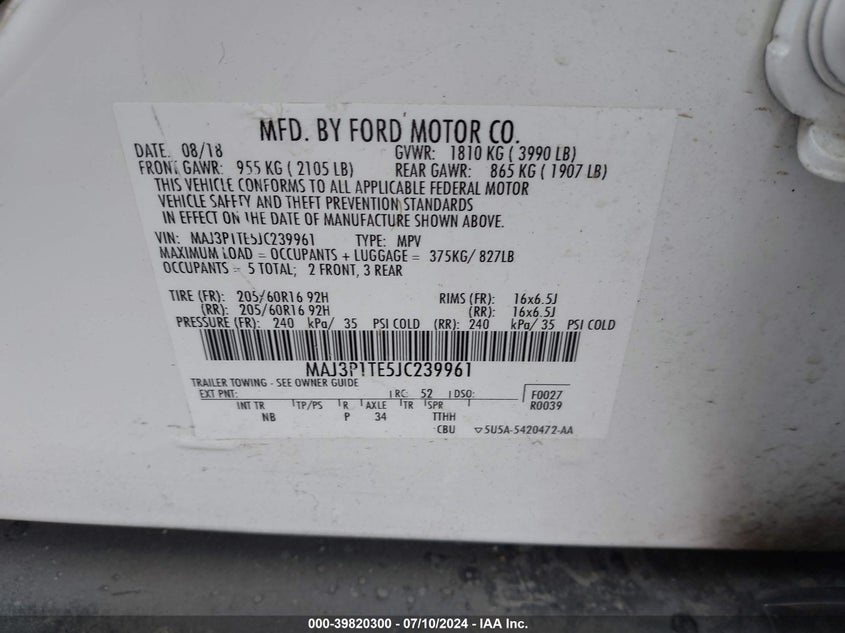 MFD. BY FORD MOTOR CO.
DATE: 08/18 GVWR: 1810 KG ( 3990 LB)
FRONT GAWR: 955 KG ( 2105 LB) REAR GAWR: 865 KG ( 1907 LB)
THIS VEHICLE CONFORMS TO ALL APPLICABLE FEDERAL MOTOR
VEHICLE SAFETY AND THEFT PREVENTION STANDARDS
IN EFFECT ON THE DATE OF MANUFACTURE SHOWN ABOVE.
VIN: MAJ3P1TE5JC239961 TYPE: MPV
MAXIMUM LOAD = OCCUPANTS + LUGGAGE = 375KG/ 827LB
OCCUPANTS = 5 TOTAL; 2 FRONT, 3 REAR
TIRE (FR): 205/60R16 92H RIMS (FR): 16x6.5J
(RR): 205/60R16 92H (RR): 16x6.5J
PRESSURE (FR): 240 kPa/ 35 PSI COLD (RR): 240 kPa/ 35 PSI COLD
MAJ3P1TE5JC239961
TRAILER TOWING - SEE OWNER GUIDE
EXT PNT: RC: 52 DSO: F0027
INT TR TP/PS R AXLE TR SPR R0039
NB P 34 TTHH
CBU ▽5U5A-5420472-AA
000-39820300 - 07/10/2024 - IAA Inc.